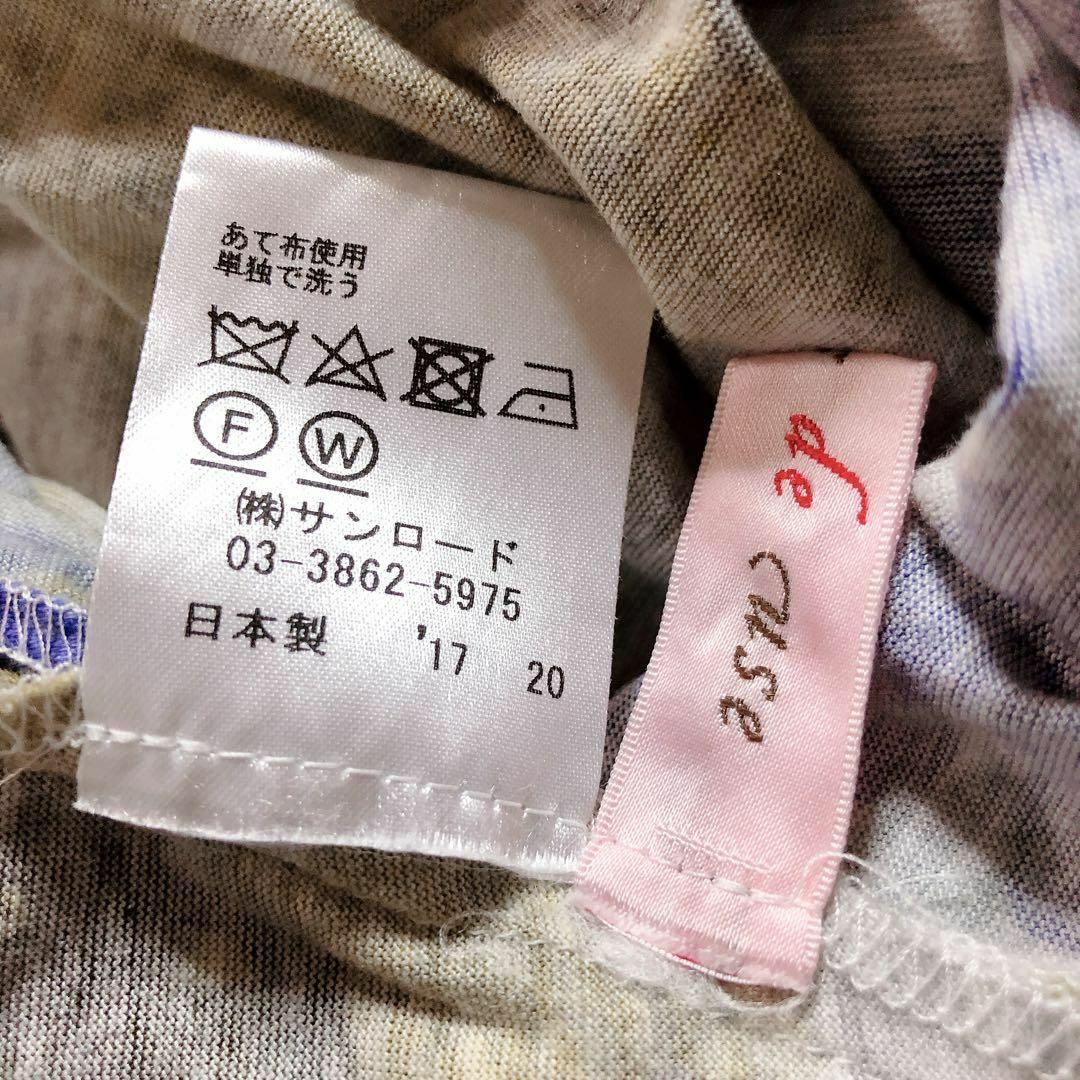 あて布使用
単独で洗う
F W
(株)サンロード
03-3862-5975
日本製 '17 20
de